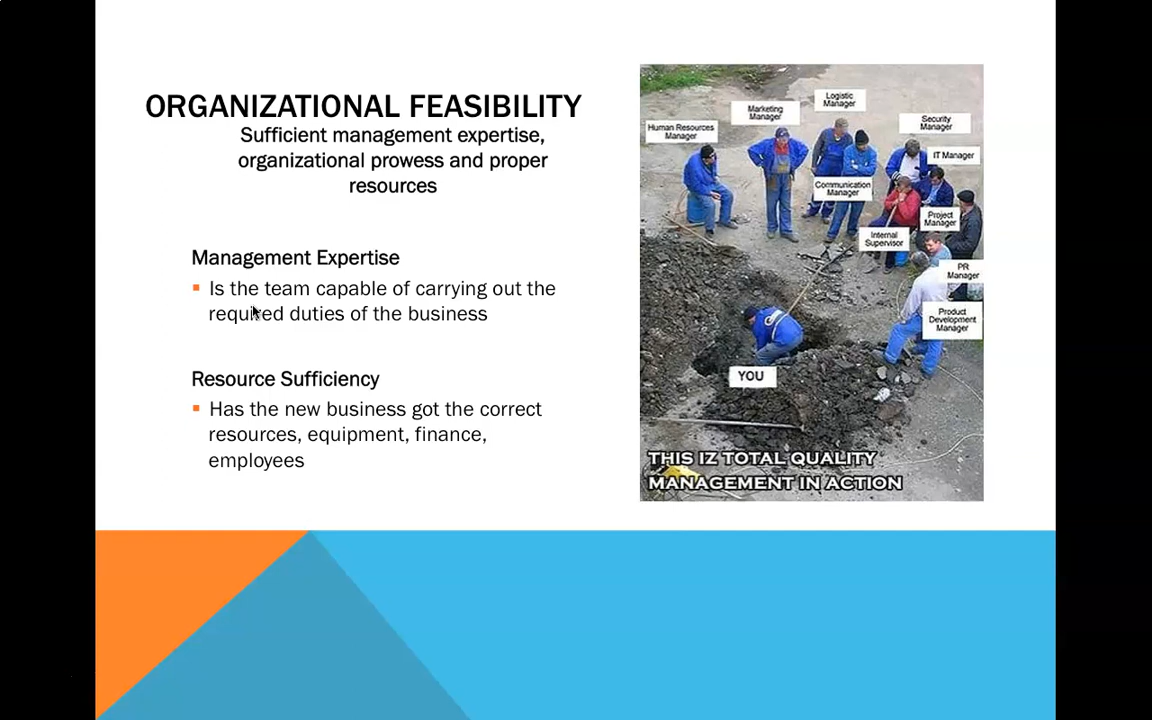 ORGANIZATIONAL FEASIBILITY
Sufficient management expertise,
organizational prowess and proper
resources
Management Expertise
Is the team capable of carrying out the
required duties of the business
Resource Sufficiency
Has the new business got the correct
resources, equipment, finance,
employees
Logistic
Manager
Marketing
Manager
Human Resources
Manager
Security
Manager
IT Manager
Communication
Manager
Project
Manager
Internal
Supervisor
PR
Manager
Product
Development
Manager
YOU
THIS IZ TOTAL QUALITY
MANAGEMENT IN ACTION